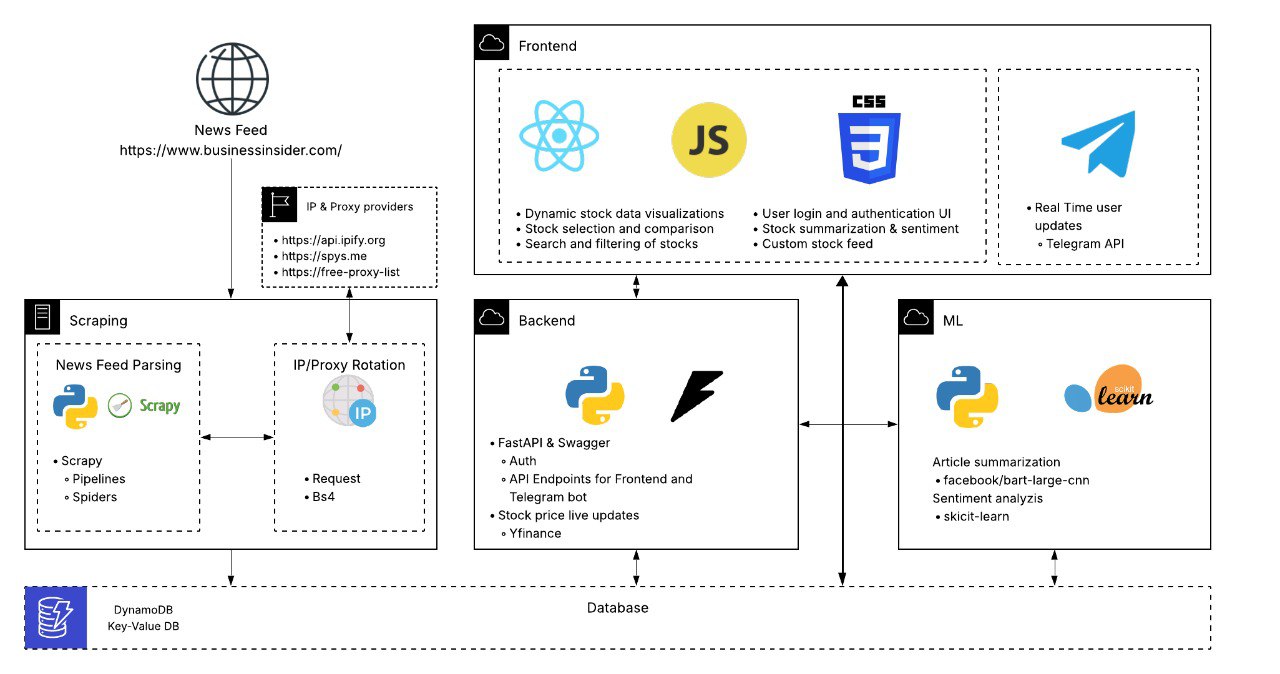 News Feed
https://www.businessinsider.com/
IP & Proxy providers
• https://api.ipify.org
• https://spys.me
• https://free-proxy-list
Frontend
JS
CSS
3
• Dynamic stock data visualizations
• Stock selection and comparison
• Search and filtering of stocks
• User login and authentication UI
• Stock summarization & sentiment
• Custom stock feed
• Real Time user
updates
◦ Telegram API
Scraping
News Feed Parsing
Scrapy
• Scrapy
◦ Pipelines
◦ Spiders
IP/Proxy Rotation
IP
• Request
• Bs4
Backend
• FastAPI & Swagger
◦ Auth
◦ API Endpoints for Frontend and
Telegram bot
• Stock price live updates
◦ Yfinance
ML
scikit
learn
Article summarization
• facebook/bart-large-cnn
Sentiment analyzis
• skicit-learn
DynamoDB
Key-Value DB
Database